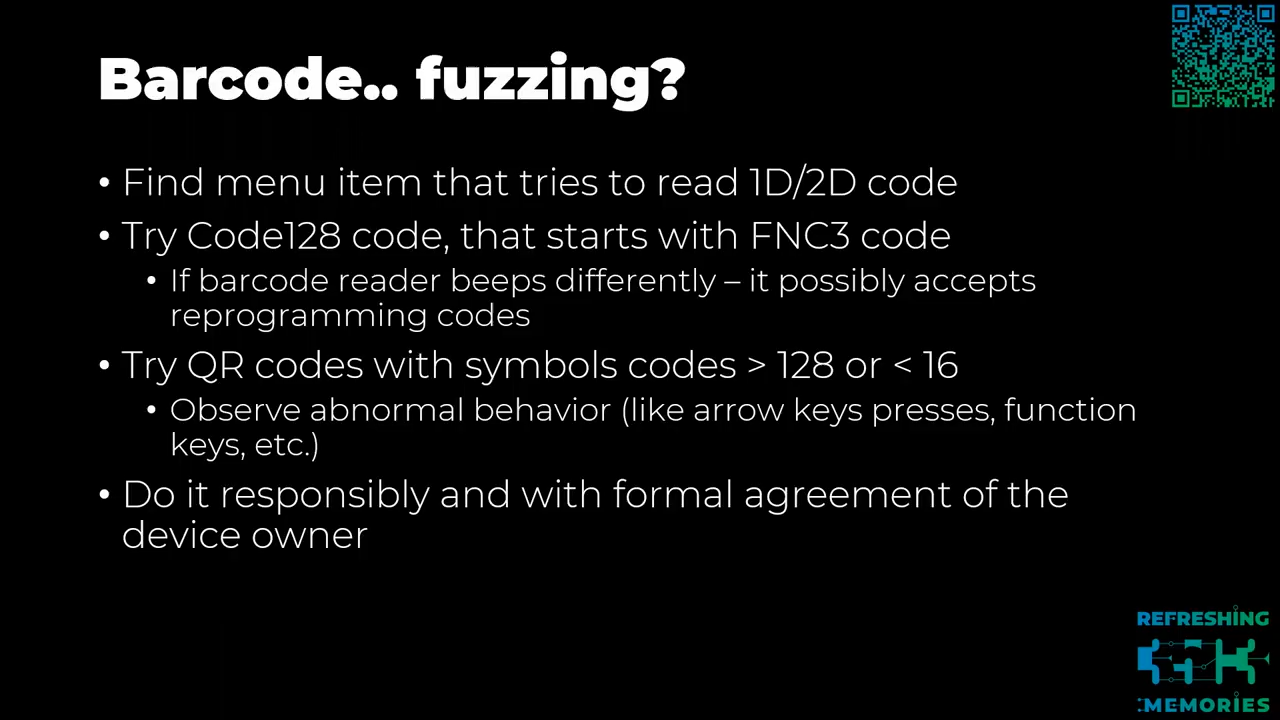 Barcode.. fuzzing?
• Find menu item that tries to read 1D/2D code
• Try Code128 code, that starts with FNC3 code
• If barcode reader beeps differently – it possibly accepts
reprogramming codes
• Try QR codes with symbols codes > 128 or < 16
• Observe abnormal behavior (like arrow keys presses, function
keys, etc.)
• Do it responsibly and with formal agreement of the
device owner
REFRESHING
:MEMORIES